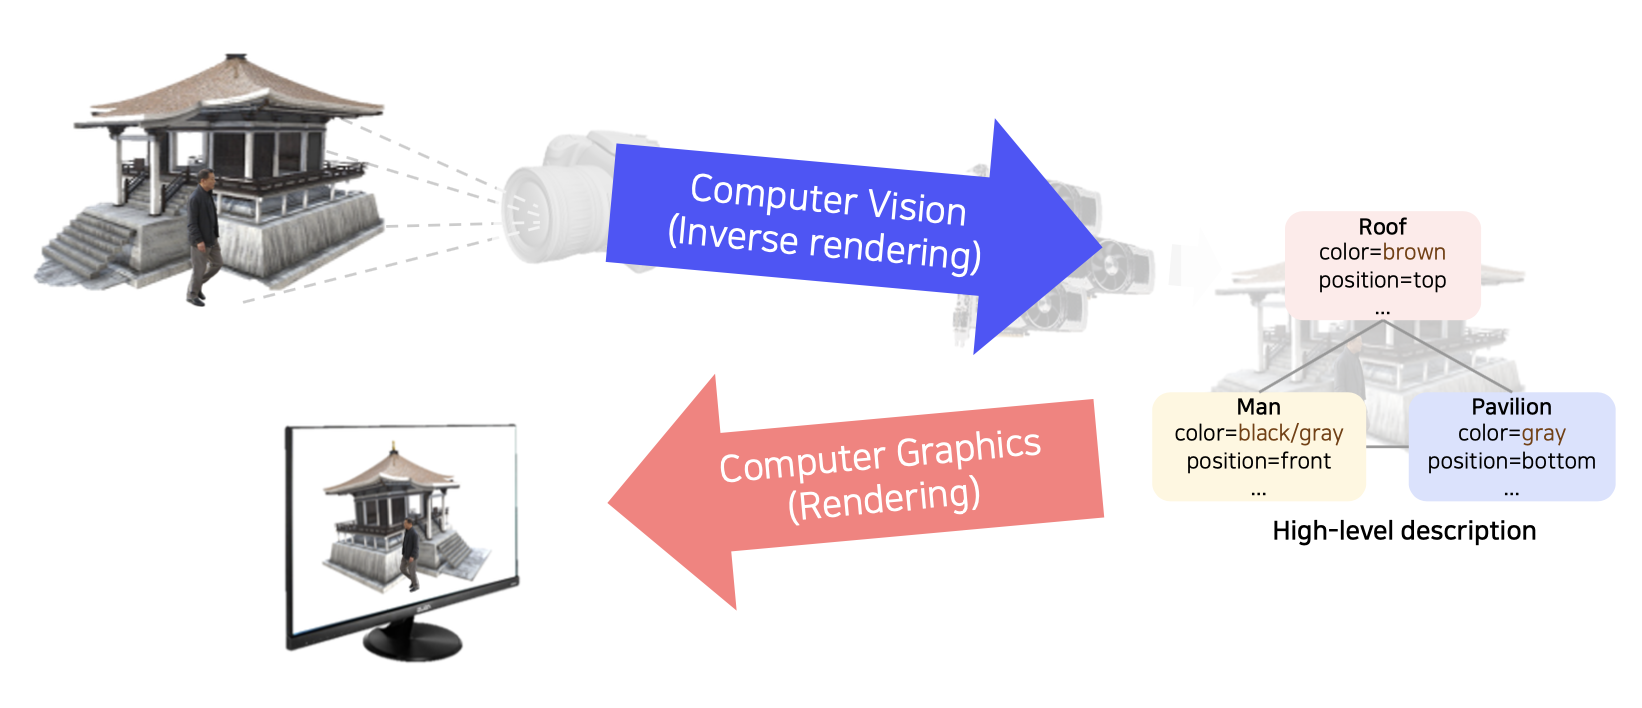 Computer Vision
(Inverse rendering)
Roof
color=brown
position=top
...
Man
color=black/gray
position=front
...
Pavilion
color=gray
position=bottom
...
High-level description
Computer Graphics
(Rendering)